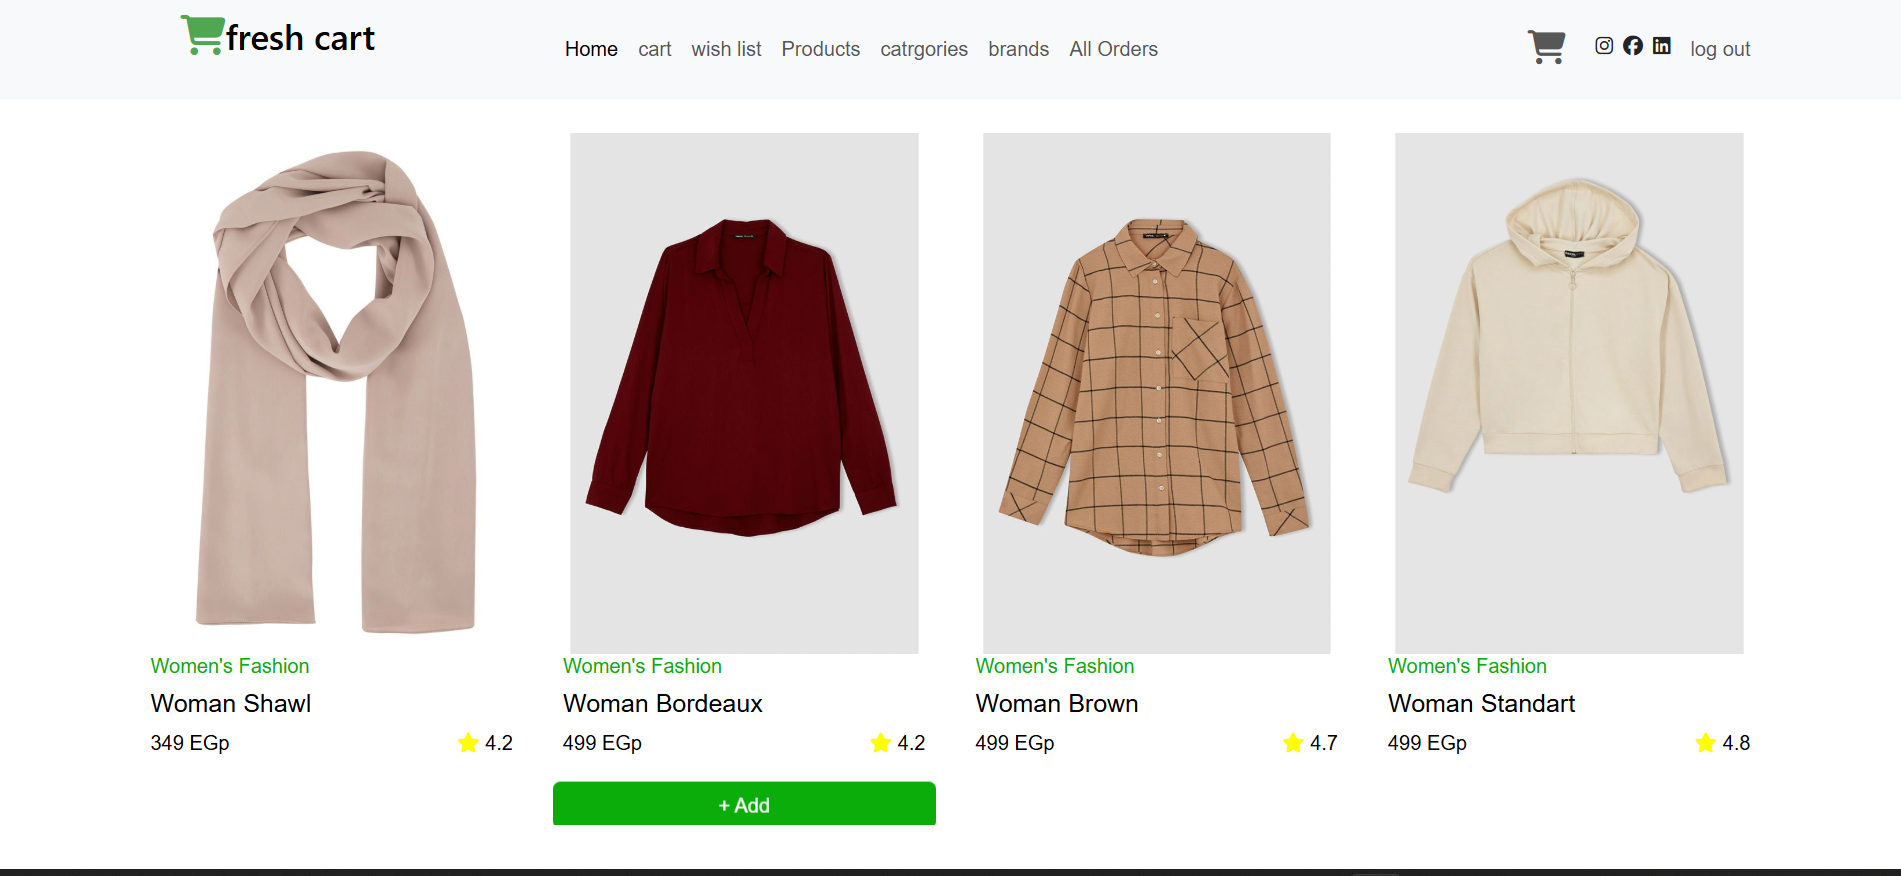 fresh cart
Home cart wish list Products catrgories brands All Orders
log out
Women's Fashion
Woman Shawl
349 EGp 4.2
Women's Fashion
Woman Bordeaux
499 EGp 4.2
+ Add
Women's Fashion
Woman Brown
499 EGp 4.7
Women's Fashion
Woman Standart
499 EGp 4.8